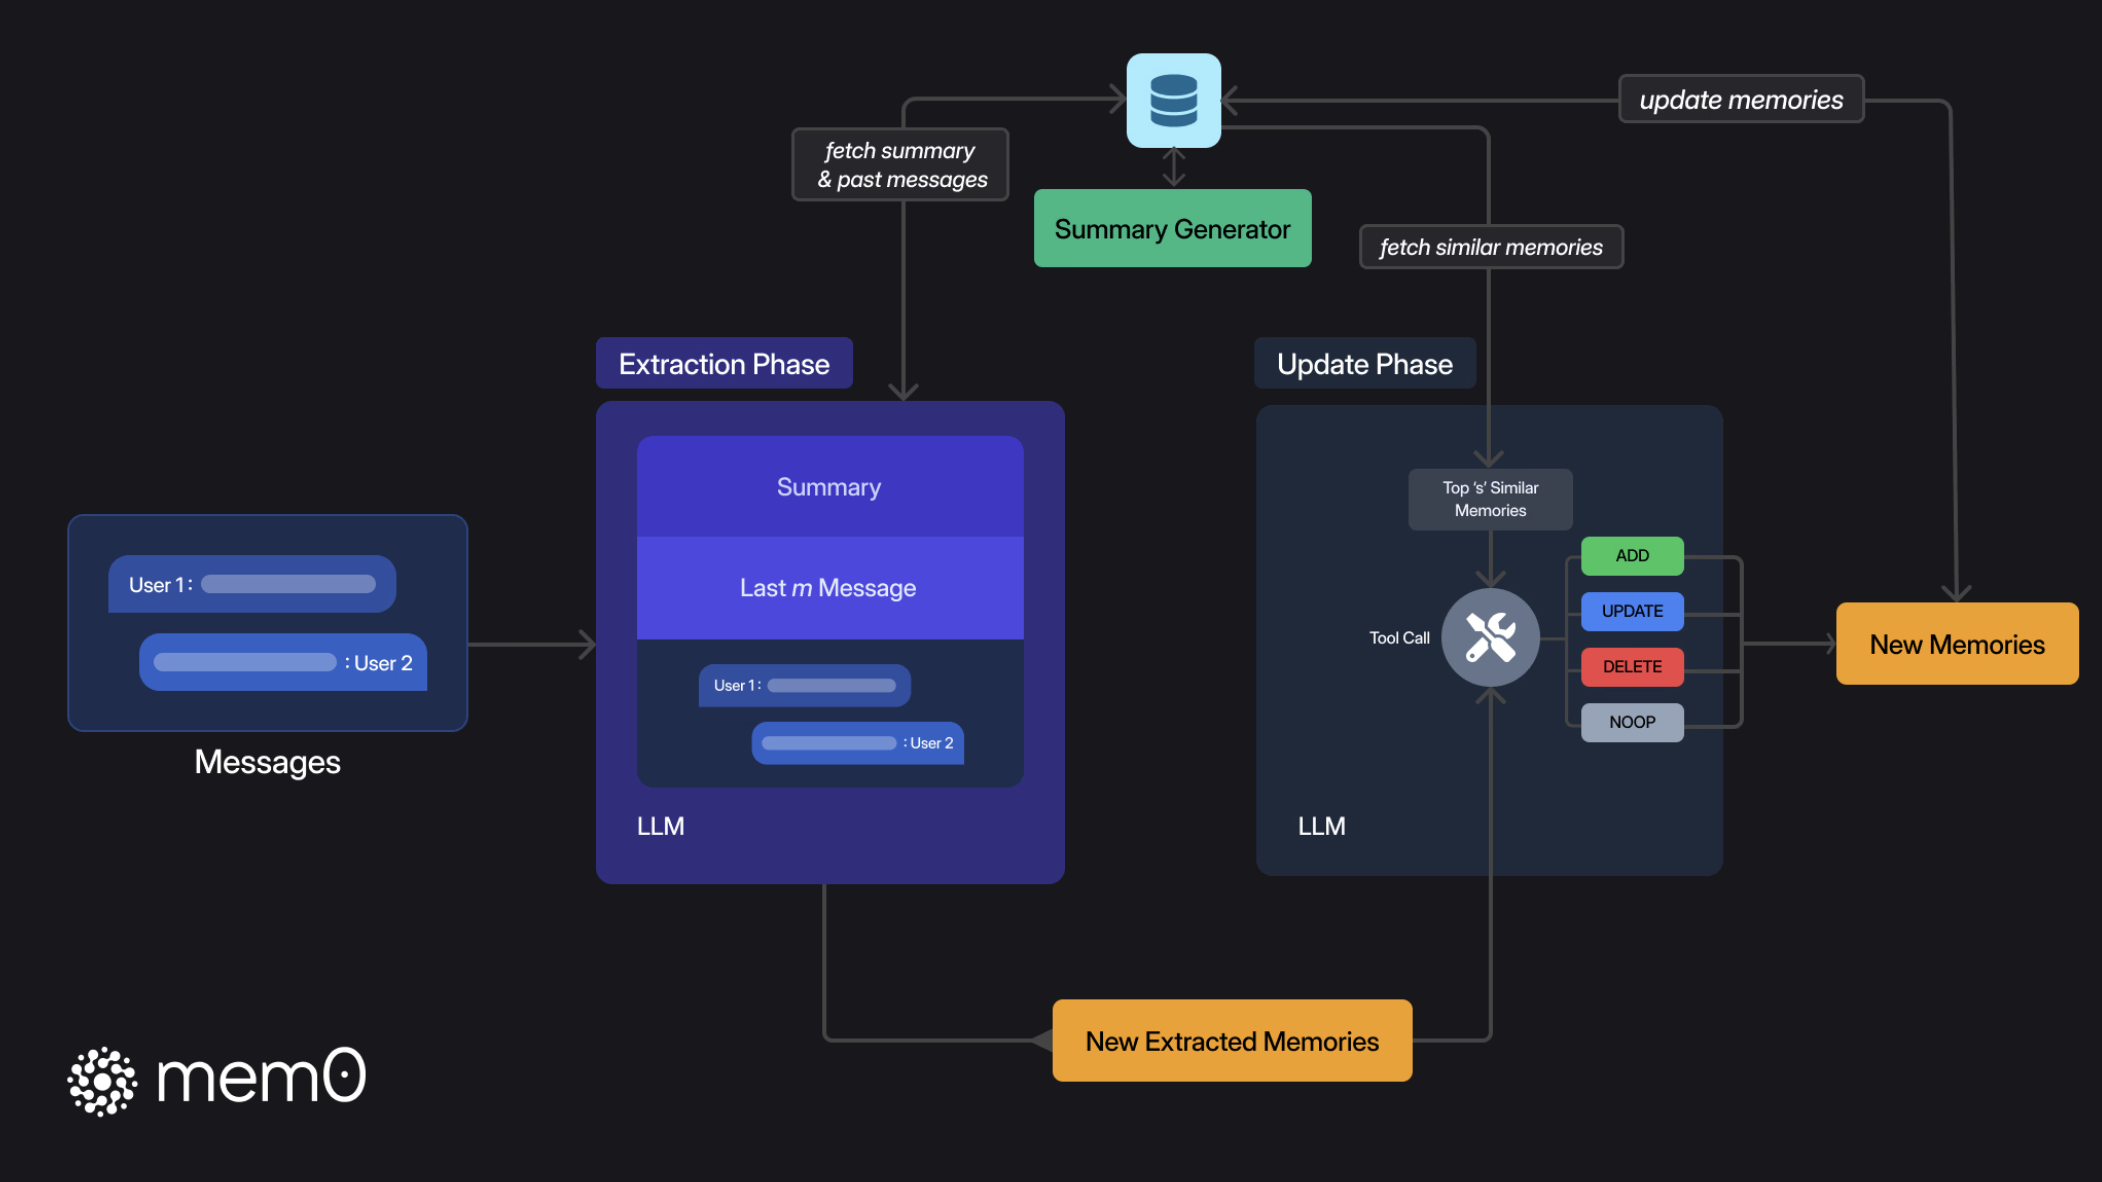 update memories
fetch summary
& past messages
Summary Generator
fetch similar memories
Extraction Phase
Update Phase
Summary
Last m Message
User 1 :
: User 2
LLM
User 1 :
: User 2
Messages
Top ‘s’ Similar
Memories
Tool Call
ADD
UPDATE
DELETE
NOOP
LLM
New Memories
New Extracted Memories
mem0